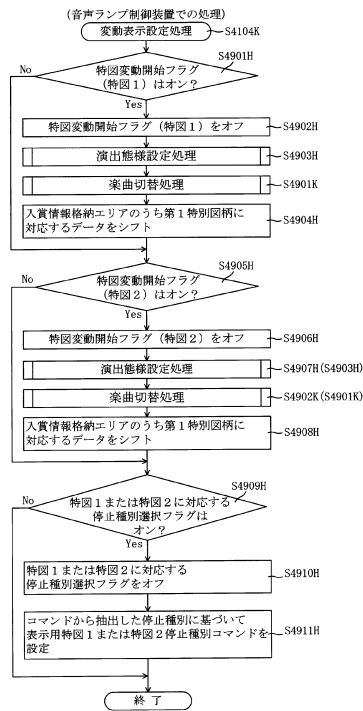 (音声ランプ制御装置での処理)
変動表示設定処理
S4104K
S4901H
特図変動開始フラグ
(特図1)はオン?
No
Yes
特図変動開始フラグ(特図1)をオフ
S4902H
演出態様設定処理
S4903H
楽曲切替処理
S4901K
入賞情報格納エリアのうち第1特別図柄に
対応するデータをシフト
S4904H
S4905H
特図変動開始フラグ
(特図2)はオン?
No
Yes
特図変動開始フラグ(特図2)をオフ
S4906H
演出態様設定処理
S4907H(S4903H)
楽曲切替処理
S4902K(S4901K)
入賞情報格納エリアのうち第1特別図柄に
対応するデータをシフト
S4908H
S4909H
特図1または特図2に対応する
停止種別選択フラグは
オン?
No
Yes
特図1または特図2に対応する
停止種別選択フラグをオフ
S4910H
コマンドから抽出した停止種別に基づいて
表示用特図1または特図2停止種別コマンドを
設定
S4911H
終了